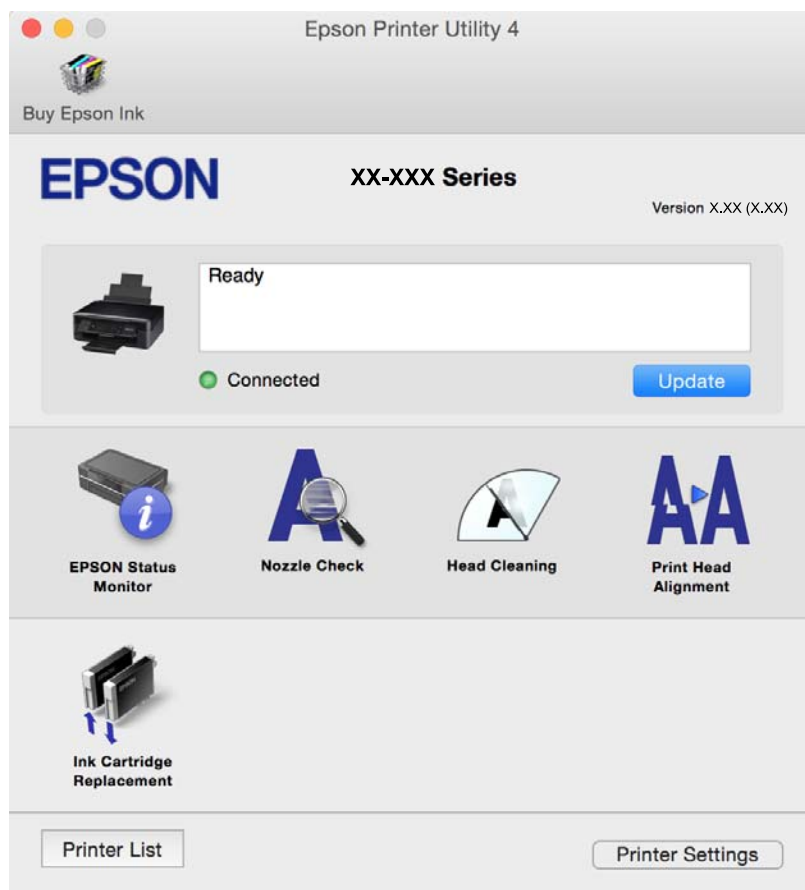 Epson Printer Utility 4
Buy Epson Ink
EPSON
XX-XXX Series
Version X.XX (X.XX)
Ready
Connected
Update
EPSON Status
Monitor
Nozzle Check
Head Cleaning
Print Head
Alignment
Ink Cartridge
Replacement
Printer List
Printer Settings